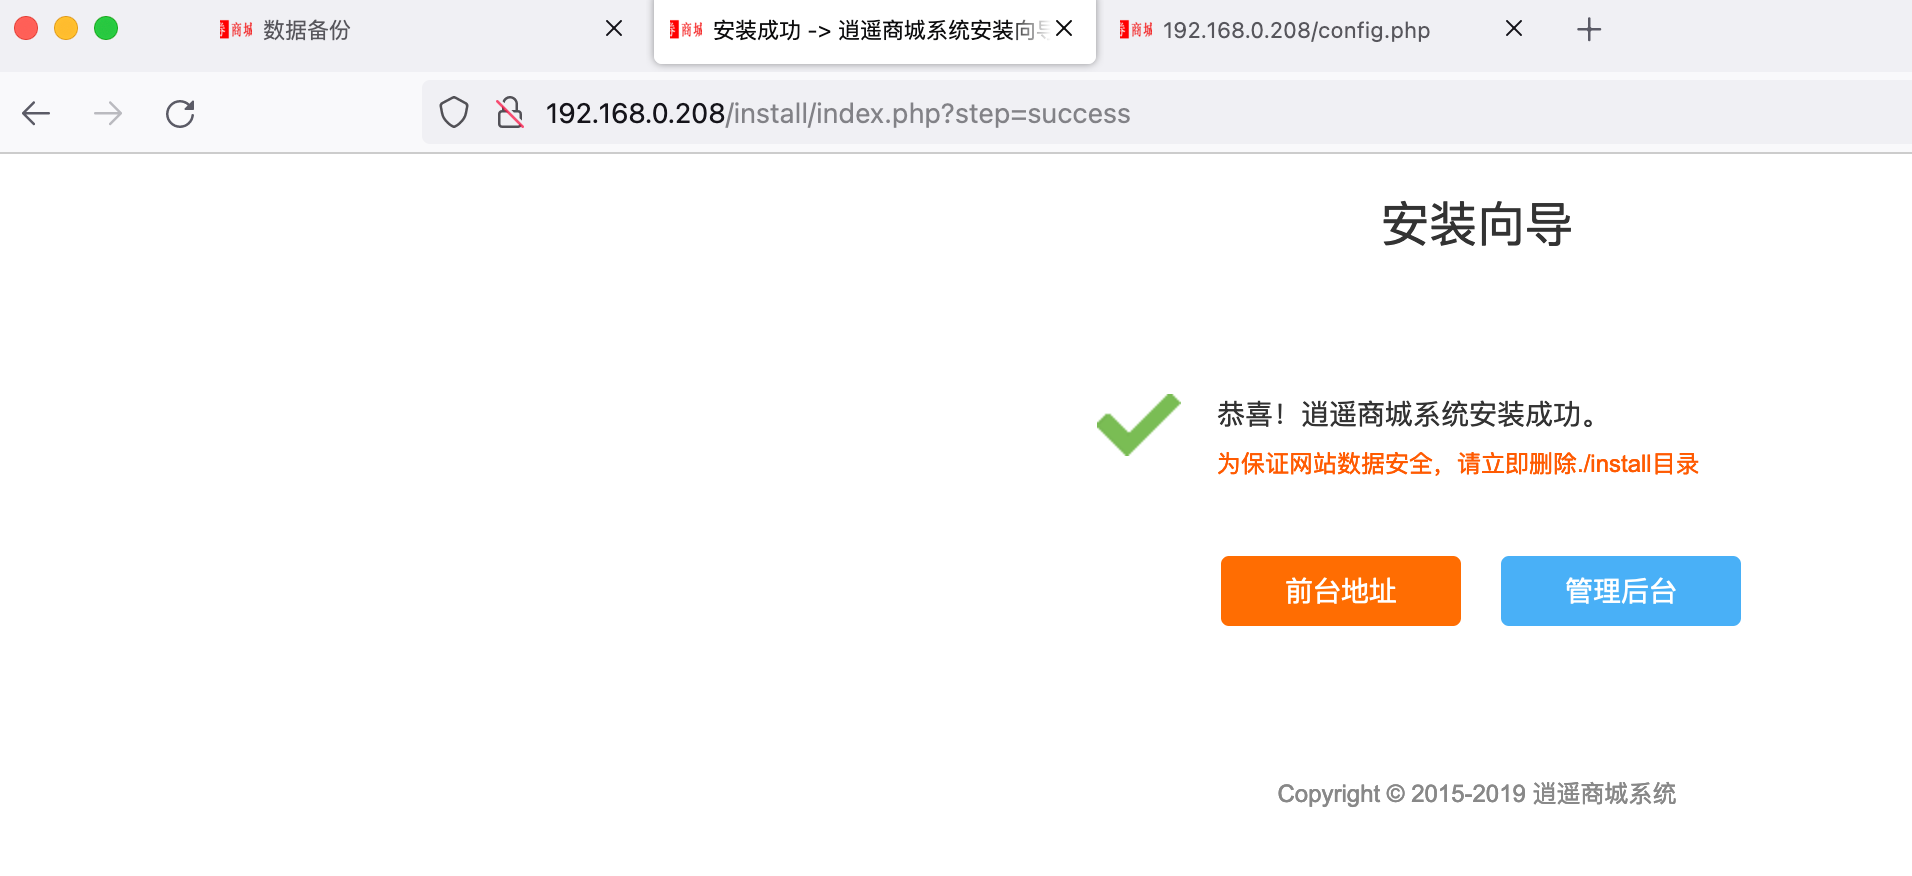 商城 数据备份
商城 安装成功 -> 逍遥商城系统安装向
商城 192.168.0.208/config.php
192.168.0.208/install/index.php?step=success
安装向导
恭喜！逍遥商城系统安装成功。
为保证网站数据安全，请立即删除./install目录
前台地址
管理后台
Copyright © 2015-2019 逍遥商城系统